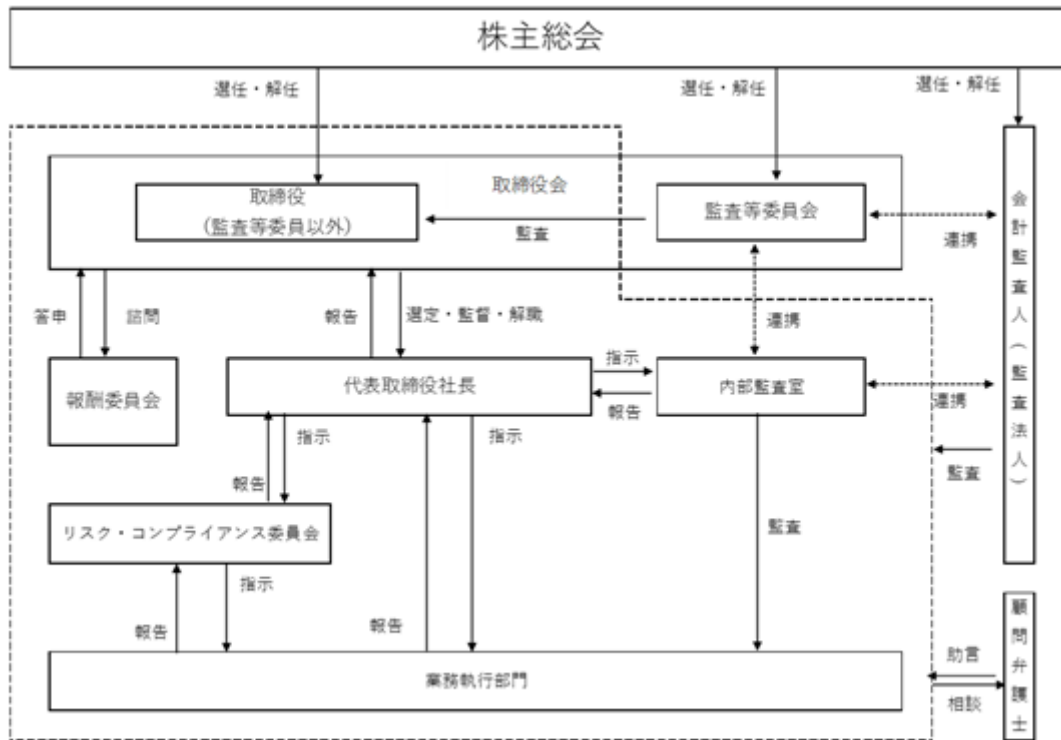 株主総会
選任・解任
選任・解任
選任・解任
取締役会
取締役
(監査等委員以外)
監査
監査等委員会
連携
会計監査人(監査法人)
答申
諮問
報告
選定・監督・解職
連携
報酬委員会
代表取締役社長
指示
報告
内部監査室
連携
監査
報告
指示
指示
リスク・コンプライアンス委員会
監査
報告
指示
報告
業務執行部門
助言
相談
顧問弁護士